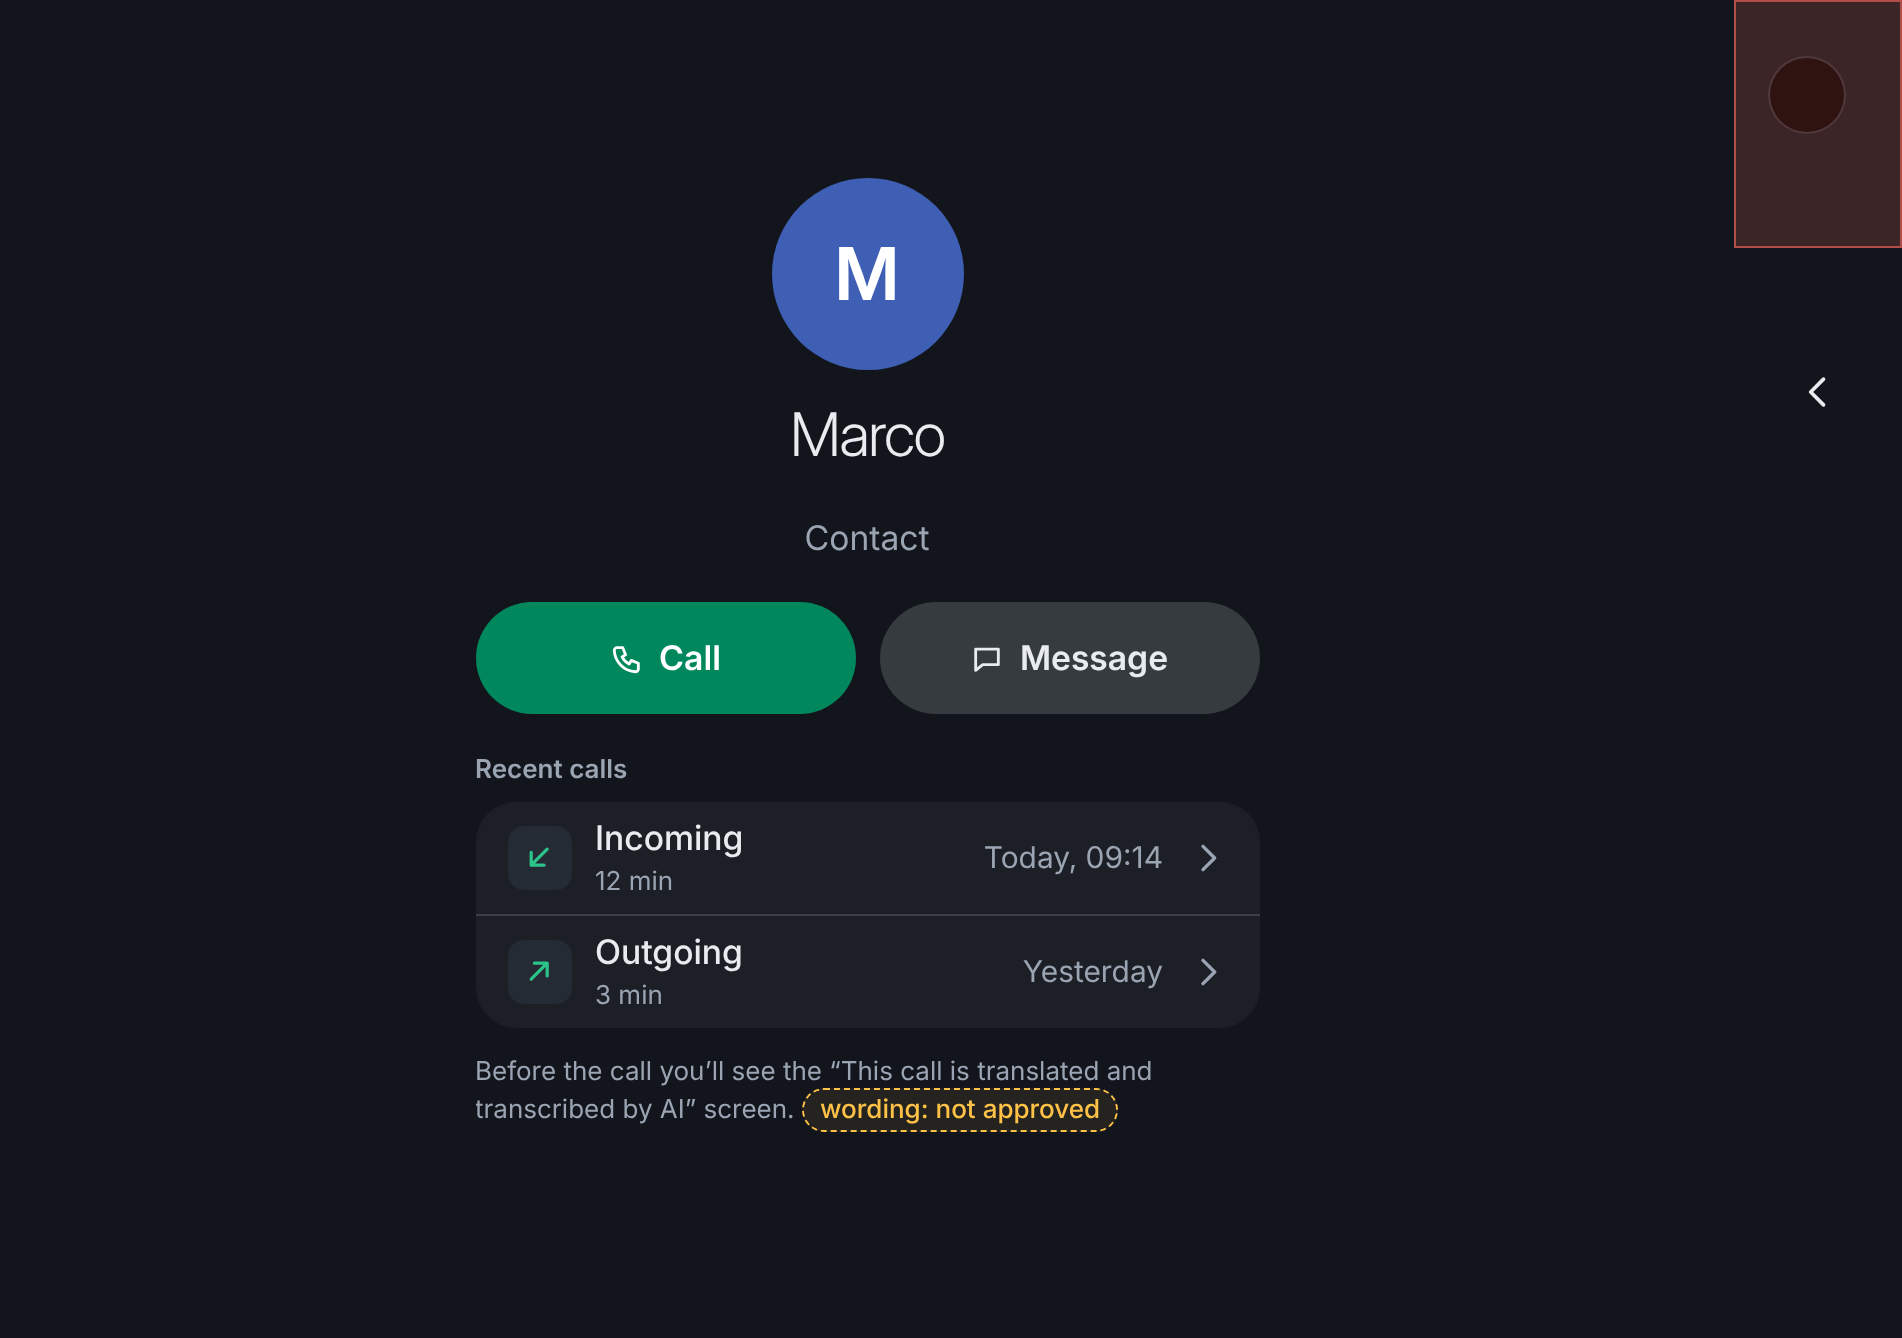 M
Marco
Contact
Call
Message
Recent calls
Incoming
12 min
Today, 09:14
Outgoing
3 min
Yesterday
Before the call you’ll see the “This call is translated and
transcribed by AI” screen. wording: not approved